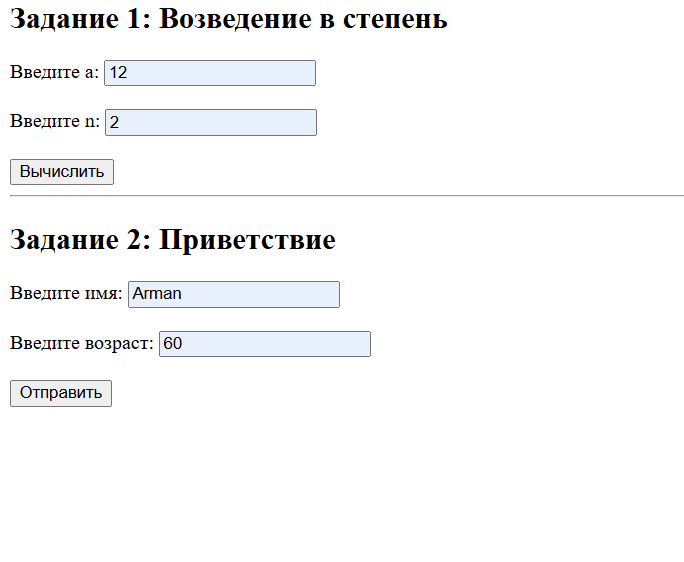 Задание 1: Возведение в степень
Введите a: 12
Введите n: 2
Вычислить
Задание 2: Приветствие
Введите имя: Arman
Введите возраст: 60
Отправить